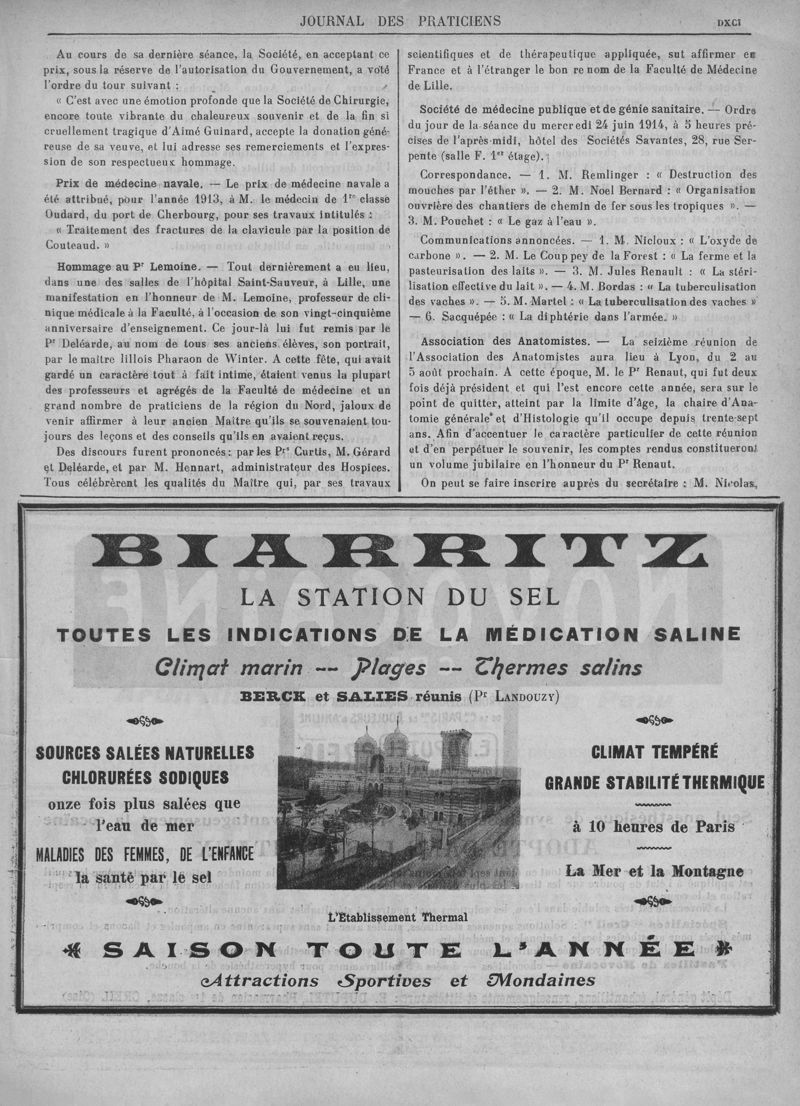 JOURNAL DES PRATICIENS
DXCI
Au cours de sa dernière séance, la Société, en acceptant ce
prix, sous la réserve de l'autorisation du Gouvernement, a voté
l'ordre du tour suivant :
« C'est avec une émotion profonde que la Société de Chirurgie,
encore toute vibrante du chaleureux souvenir et de la fin si
cruellement tragique d'Aimé Guinard, accepte la donation géné-
reuse de sa veuve, et lui adresse ses remerciements et l'expres-
sion de son respectueux hommage.
Prix de médecine navale. — Le prix de médecine navale a
été attribué, pour l'année 1913, à M. le médecin de 1re classe
Oudard, du port de Cherbourg, pour ses travaux intitulés :
« Traitement des fractures de la clavicule par la position de
Couteaud. »
Hommage au Pr Lemoine. — Tout dernièrement a eu lieu,
dans une des salles de l'hôpital Saint-Sauveur, à Lille, une
manifestation en l'honneur de M. Lemoine, professeur de cli-
nique médicale à la Faculté, à l'occasion de son vingt-cinquième
anniversaire d'enseignement. Ce jour-là lui fut remis par le
Pr Deléarde, au nom de tous ses anciens élèves, son portrait,
par le maître lillois Pharaon de Winter. A cette fête, qui avait
gardé un caractère tout à fait intime, étaient venus la plupart
des professeurs et agrégés de la Faculté de médecine et un
grand nombre de praticiens de la région du Nord, jaloux de
venir affirmer à leur ancien Maître qu'ils se souvenaient tou-
jours des leçons et des conseils qu'ils en avaient reçus.
Des discours furent prononcés : par les Prs Curtis, M. Gérard
et Deléarde, et par M. Hennart, administrateur des Hospices.
Tous célébrèrent les qualités du Maître qui, par ses travaux
scientifiques et de thérapeutique appliquée, sut affirmer en
France et à l'étranger le bon renom de la Faculté de Médecine
de Lille.
Société de médecine publique et de génie sanitaire. — Ordre
du jour de la séance du mercredi 24 juin 1914, à 5 heures pré-
cises de l'après-midi, hôtel des Sociétés Savantes, 28, rue Ser-
pente (salle F. 1er étage).
Correspondance. — 1. M. Remlinger : « Destruction des
mouches par l'éther ». — 2. M. Noel Bernard : « Organisation
ouvrière des chantiers de chemin de fer sous les tropiques ». —
3. M. Pouchet : « Le gaz à l'eau ».
Communications annoncées. — 1. M. Nicloux : « L'oxyde de
carbone ». — 2. M. Le Couppey de la Forest : « La ferme et la
pasteurisation des laits ». — 3. M. Jules Renault : « La stéri-
lisation effective du lait ». — 4. M. Bordas : « La tuberculisation
des vaches ». — 5. M. Martel : « La tuberculisation des vaches »
— 6. Sacquépée : « La diphtérie dans l'armée. »
Association des Anatomistes. — La seizième réunion de
l'Association des Anatomistes aura lieu à Lyon, du 2 au
5 août prochain. A cette époque, M. le Pr Renaut, qui fut deux
fois déjà président et qui l'est encore cette année, sera sur le
point de quitter, atteint par la limite d'âge, la chaire d'Ana-
tomie générale et d'Histologie qu'il occupe depuis trente-sept
ans. Afin d'accentuer le caractère particulier de cette réunion
et d'en perpétuer le souvenir, les comptes rendus constitueront
un volume jubilaire en l'honneur du Pr Renaut.
On peut se faire inscrire auprès du secrétaire : M. Nicolas,
BIARRITZ
LA STATION DU SEL
TOUTES LES INDICATIONS DE LA MÉDICATION SALINE
Climat marin -- Plages -- Thermes salins
BERCK et SALIES réunis (Pr LANDOUZY)
SOURCES SALÉES NATURELLES
CHLORURÉES SODIQUES
onze fois plus salées que
l'eau de mer
MALADIES DES FEMMES, DE L'ENFANCE
la santé par le sel
CLIMAT TEMPÉRÉ
GRANDE STABILITÉ THERMIQUE
à 10 heures de Paris
La Mer et la Montagne
L'Etablissement Thermal
SAISON TOUTE L'ANNÉE
Attractions Sportives et Mondaines